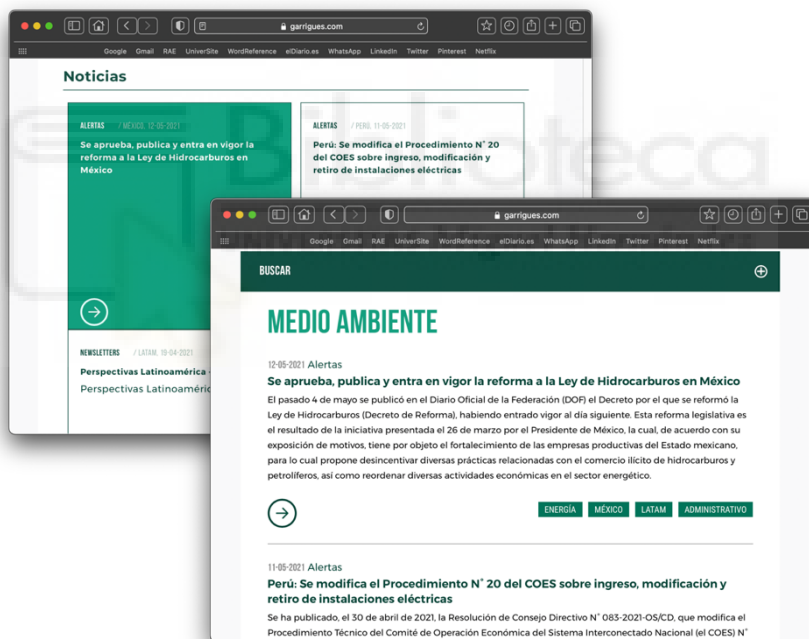 garrigues.com
Google Gmail RAE UniverSite WordReference elDiario.es WhatsApp LinkedIn Twitter Pinterest Netflix
Noticias
ALERTAS / MÉXICO, 12-05-2021
Se aprueba, publica y entra en vigor la
reforma a la Ley de Hidrocarburos en
México
ALERTAS / PERÚ, 11-05-2021
Perú: Se modifica el Procedimiento N° 20
del COES sobre ingreso, modificación y
retiro de instalaciones eléctricas
NEWSLETTERS / LATAM, 19-04-2021
Perspectivas Latinoamérica -
Perspectivas Latinoaméric
Biblioteca
garrigues.com
Google Gmail RAE UniverSite WordReference elDiario.es WhatsApp LinkedIn Twitter Pinterest Netflix
BUSCAR
MEDIO AMBIENTE
12-05-2021 Alertas
Se aprueba, publica y entra en vigor la reforma a la Ley de Hidrocarburos en México
El pasado 4 de mayo se publicó en el Diario Oficial de la Federación (DOF) el Decreto por el que se reformó la
Ley de Hidrocarburos (Decreto de Reforma), habiendo entrado vigor al día siguiente. Esta reforma legislativa es
el resultado de la iniciativa presentada el 26 de marzo por el Presidente de México, la cual, de acuerdo con su
exposición de motivos, tiene por objeto el fortalecimiento de las empresas productivas del Estado mexicano,
para lo cual propone desincentivar diversas prácticas relacionadas con el comercio ilícito de hidrocarburos y
petrolíferos, así como reordenar diversas actividades económicas en el sector energético.
ENERGÍA MÉXICO LATAM ADMINISTRATIVO
11-05-2021 Alertas
Perú: Se modifica el Procedimiento N° 20 del COES sobre ingreso, modificación y
retiro de instalaciones eléctricas
Se ha publicado, el 30 de abril de 2021, la Resolución de Consejo Directivo N° 083-2021-OS/CD, que modifica el
Procedimiento Técnico del Comité de Operación Económica del Sistema Interconectado Nacional (el COES) N°